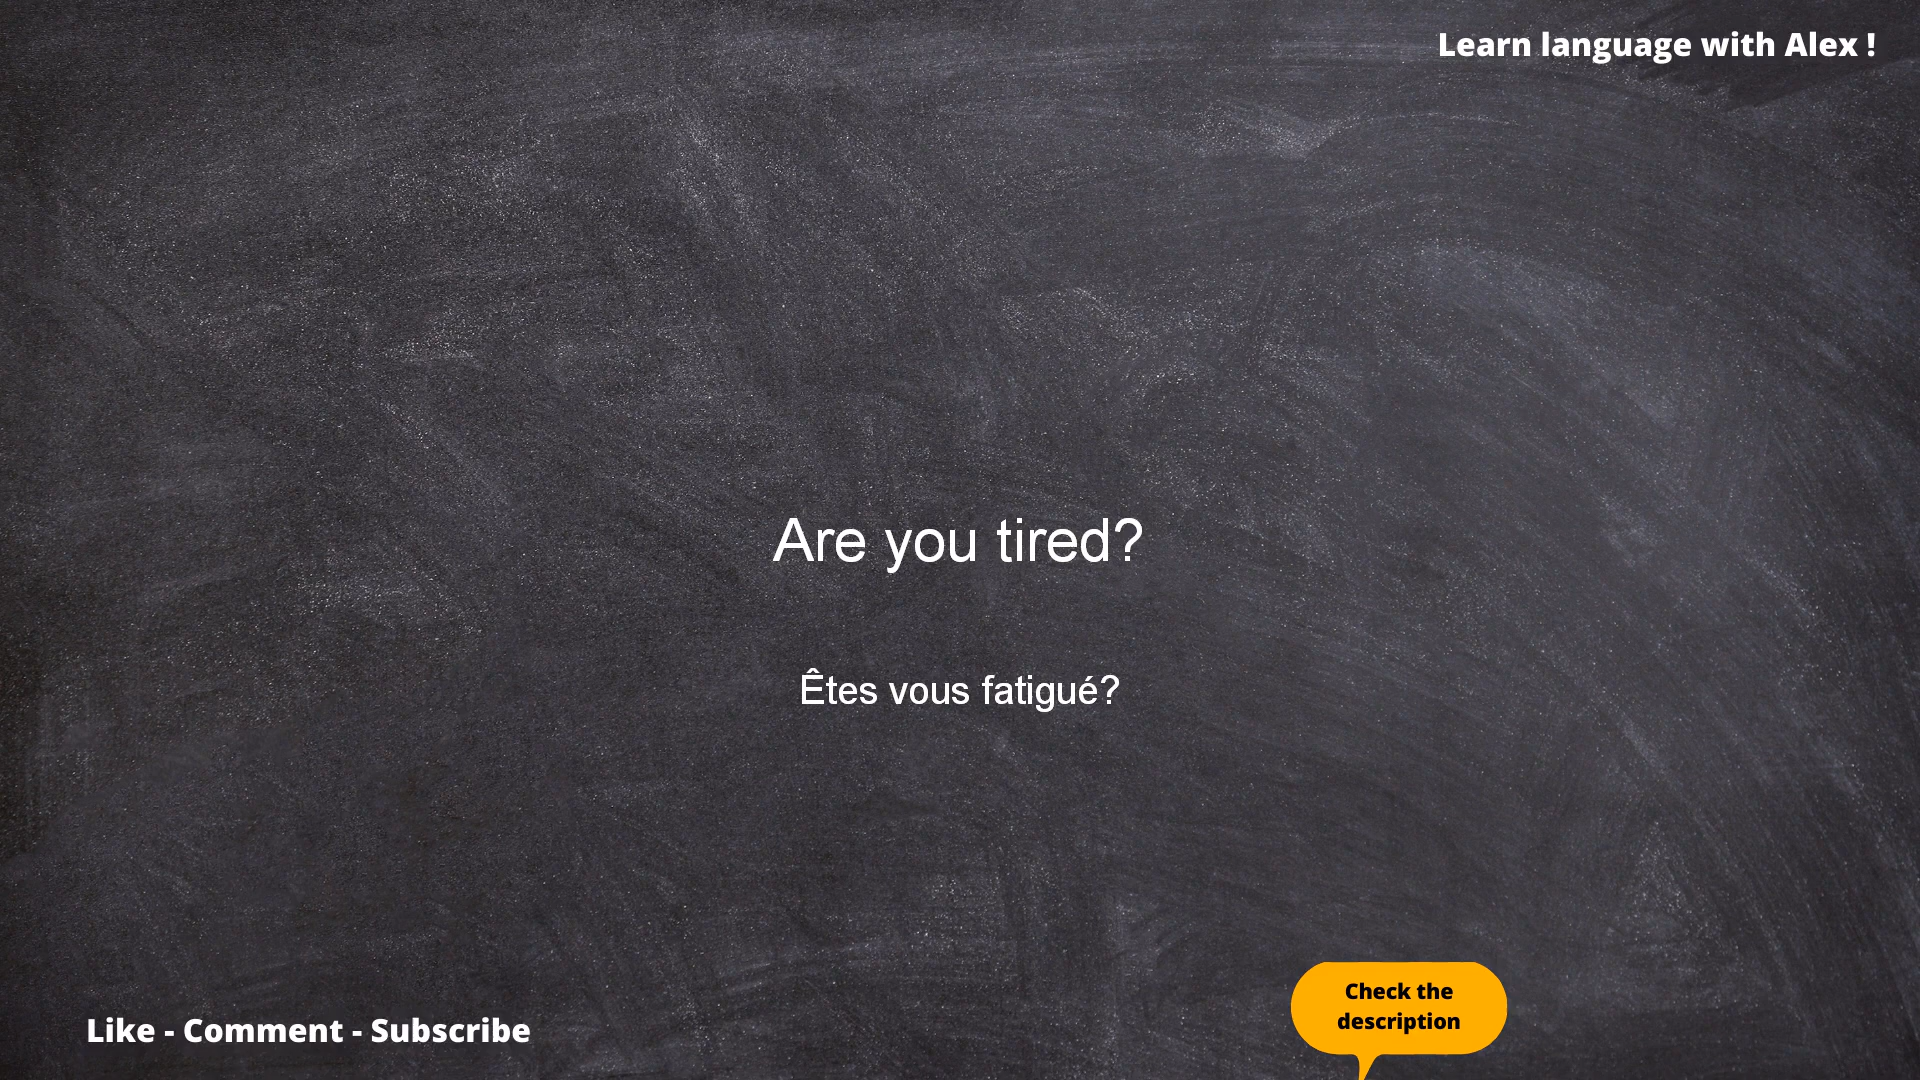 Learn language with Alex !
Are you tired?
Êtes vous fatigué?
Check the
description
Like - Comment - Subscribe